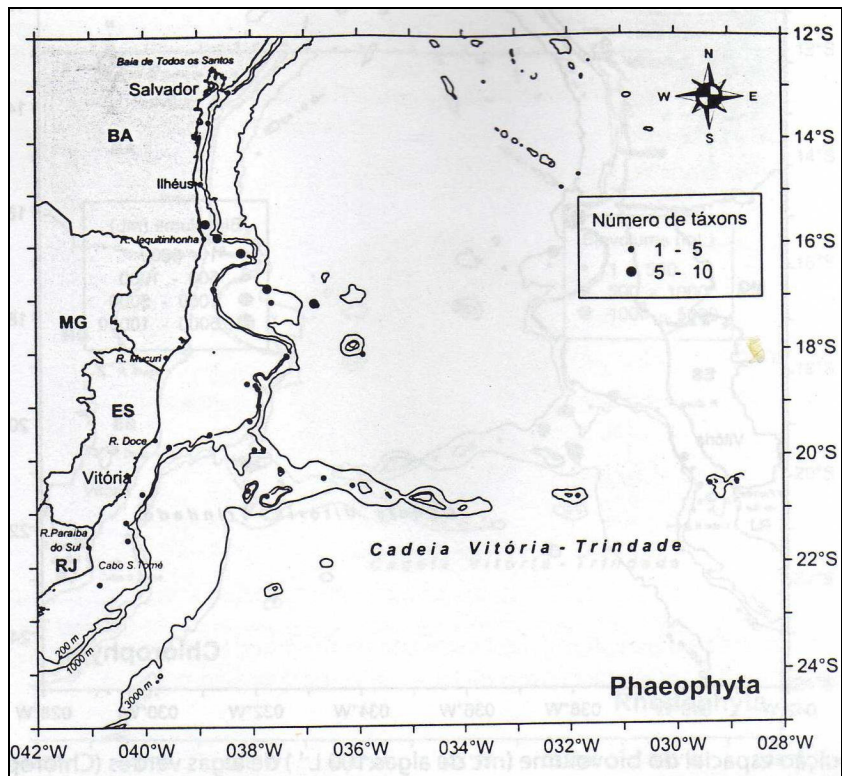 12°S
14°S
16°S
18°S
20°S
22°S
24°S
N
W E
S
Baía de Todos os Santos
Salvador
BA
Ilhéus
R. Jequitinhonha
Número de táxons
1 - 5
5 - 10
MG
R. Mucuri
ES
R. Doce
Vitória
R.Paraíba
do Sul
RJ
Cabo S. Tomé
Cadeia Vitória - Trindade
200 m
1000 m
3000 m
Phaeophyta
042°W 040°W 038°W 036°W 034°W 032°W 030°W 028°W